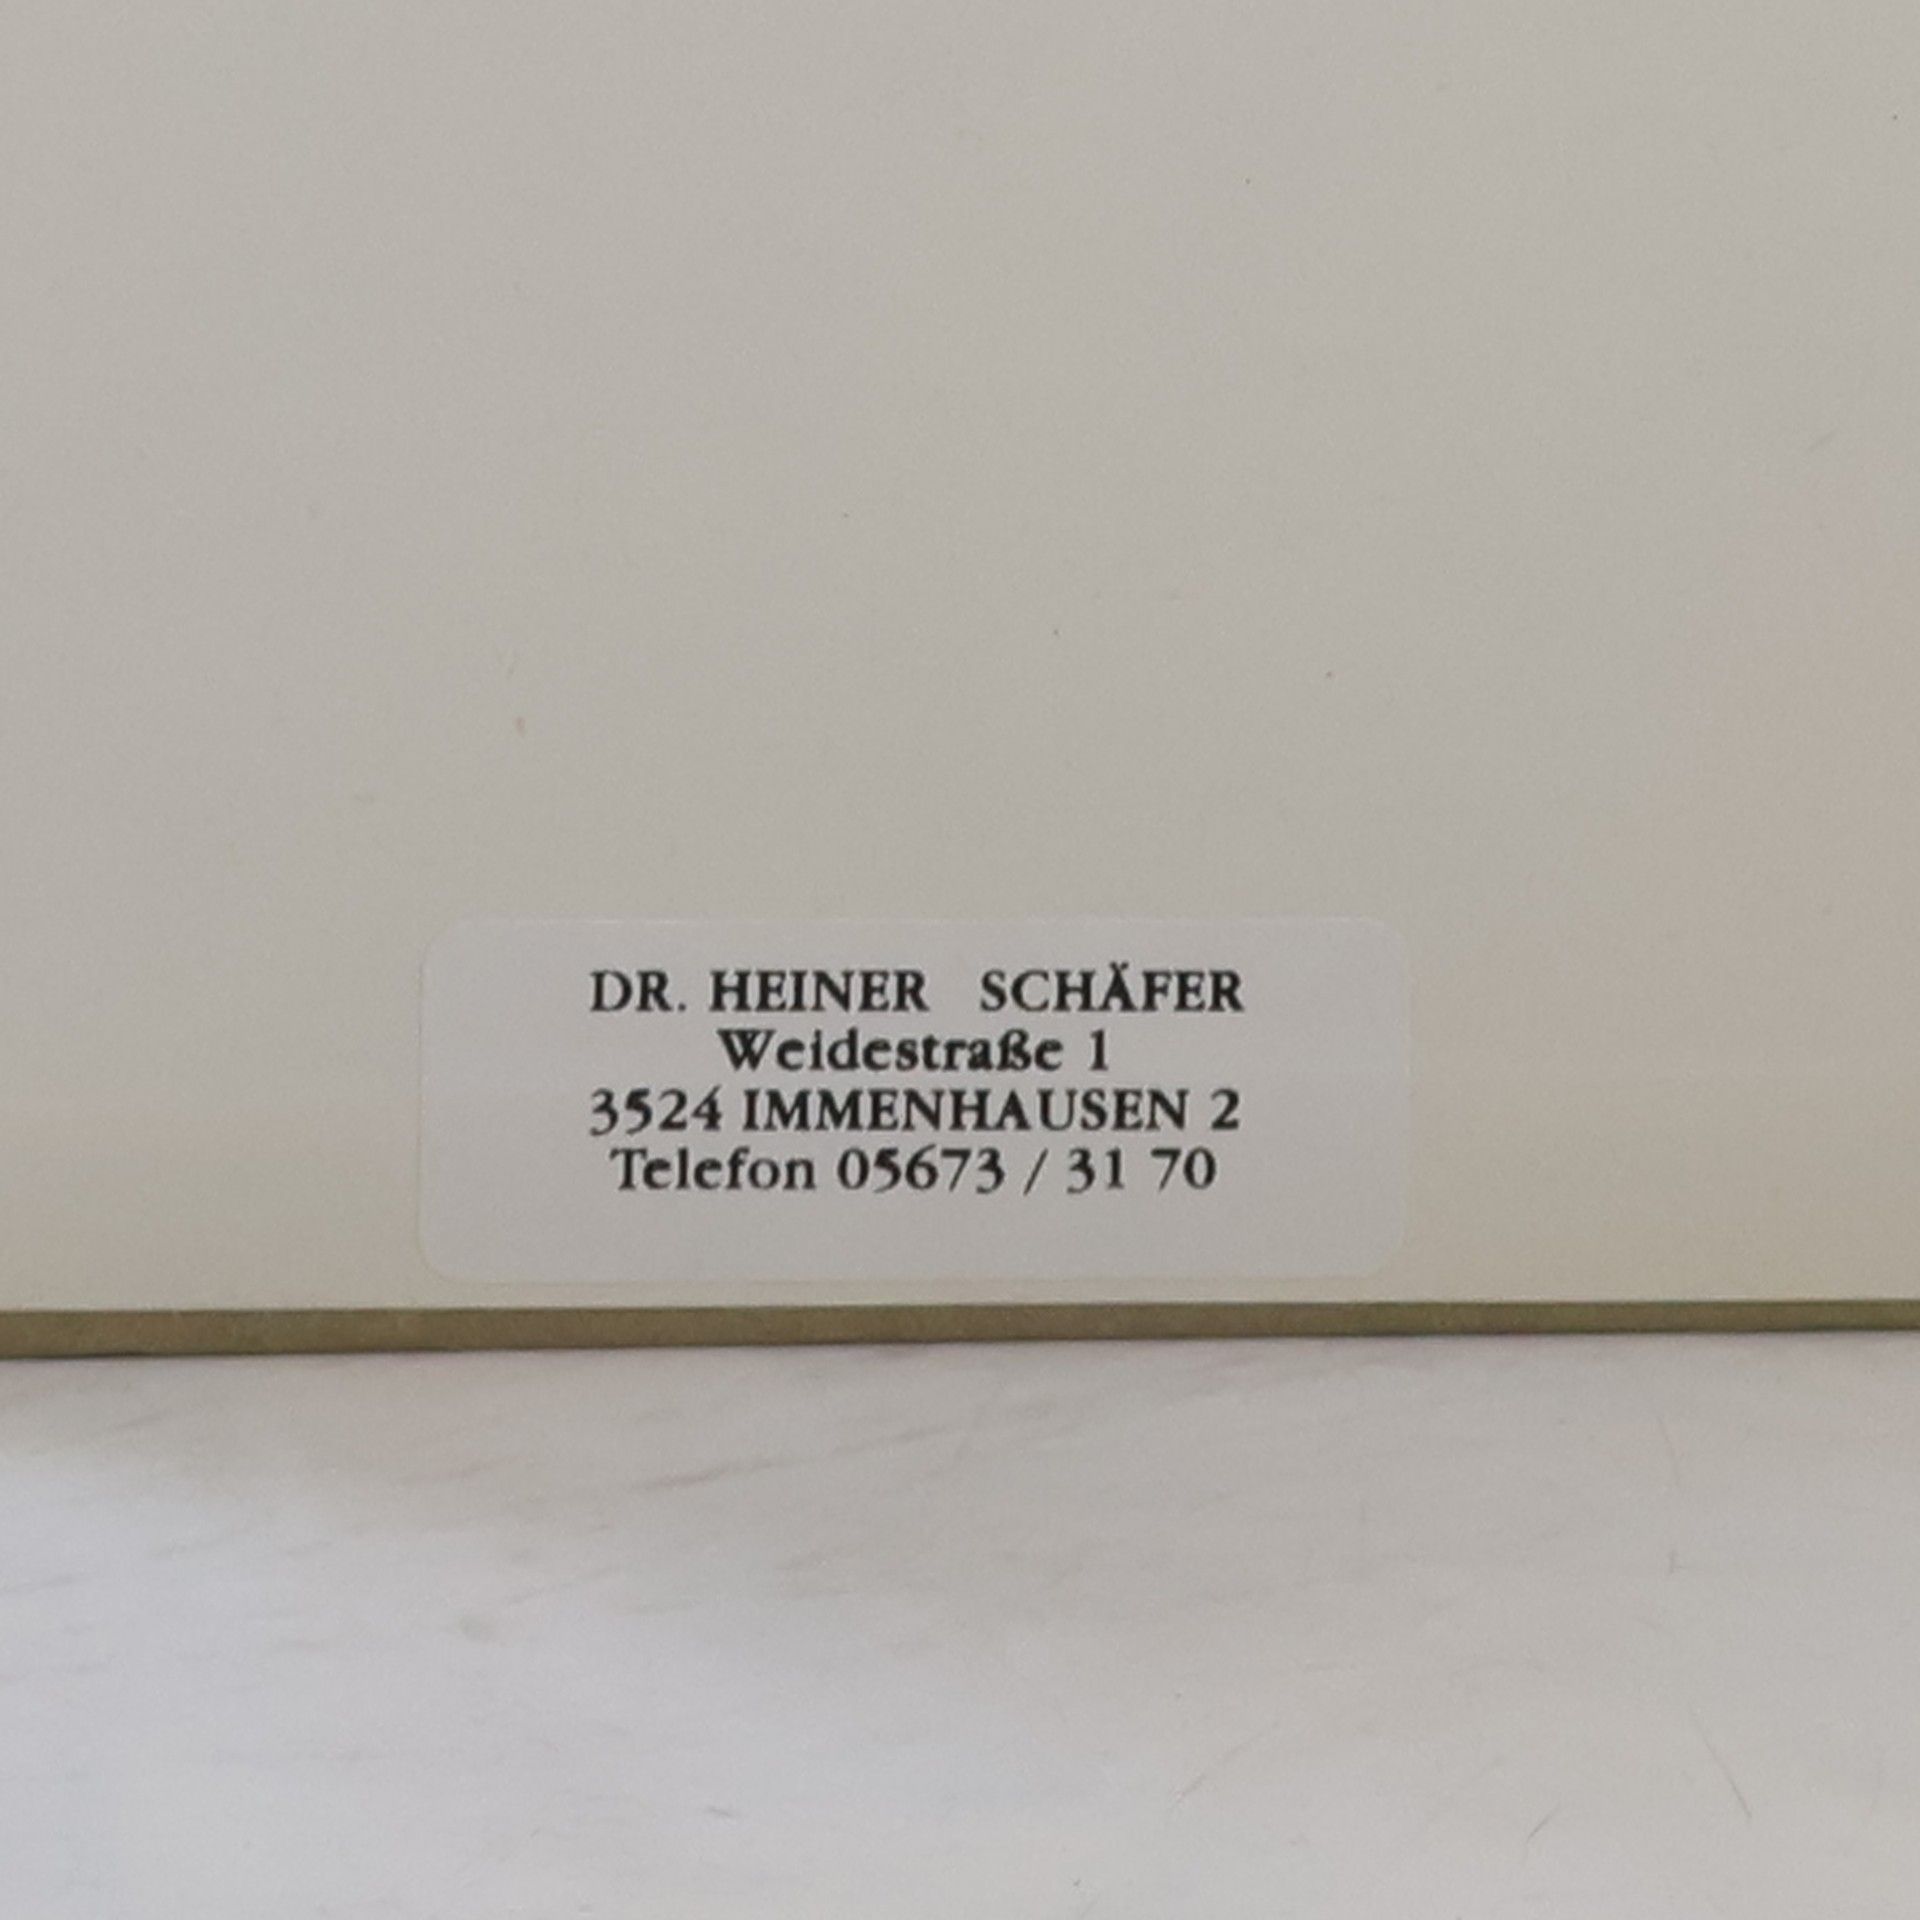 DR. HEINER SCHÄFER
Weidestraße 1
3524 IMMENHAUSEN 2
Telefon 05673 / 31 70